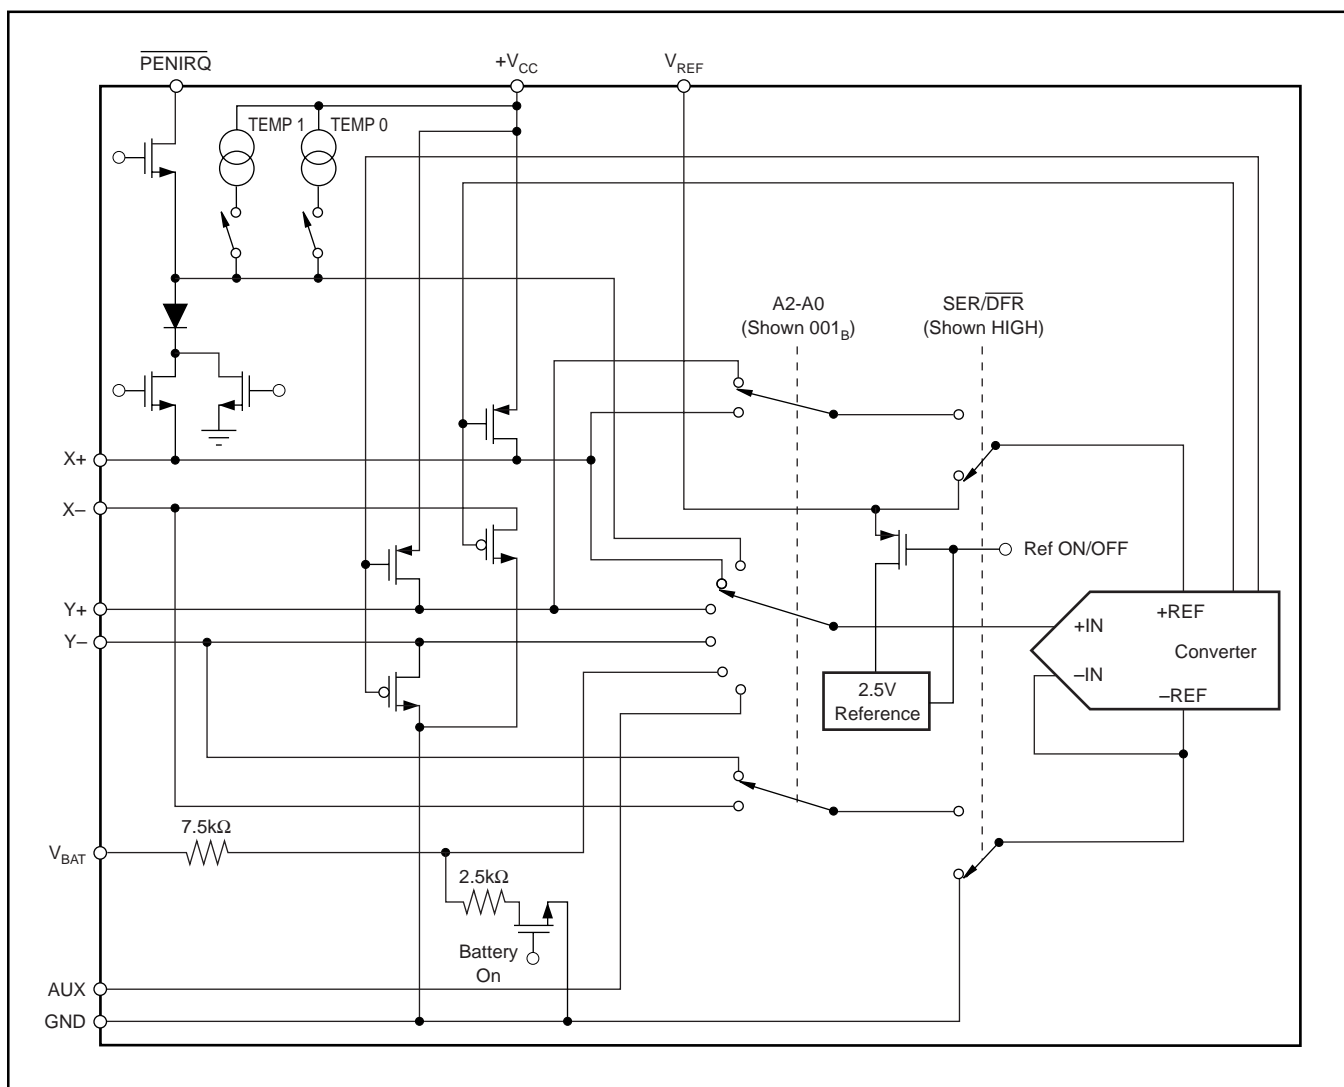 PENIRQ
+VCC
VREF
TEMP 1
TEMP 0
A2-A0
(Shown 001B)
SER/DFR
(Shown HIGH)
X+
X–
Ref ON/OFF
Y+
Y–
+REF
+IN
Converter
–IN
–REF
2.5V
Reference
7.5kΩ
VBAT
2.5kΩ
Battery
On
AUX
GND